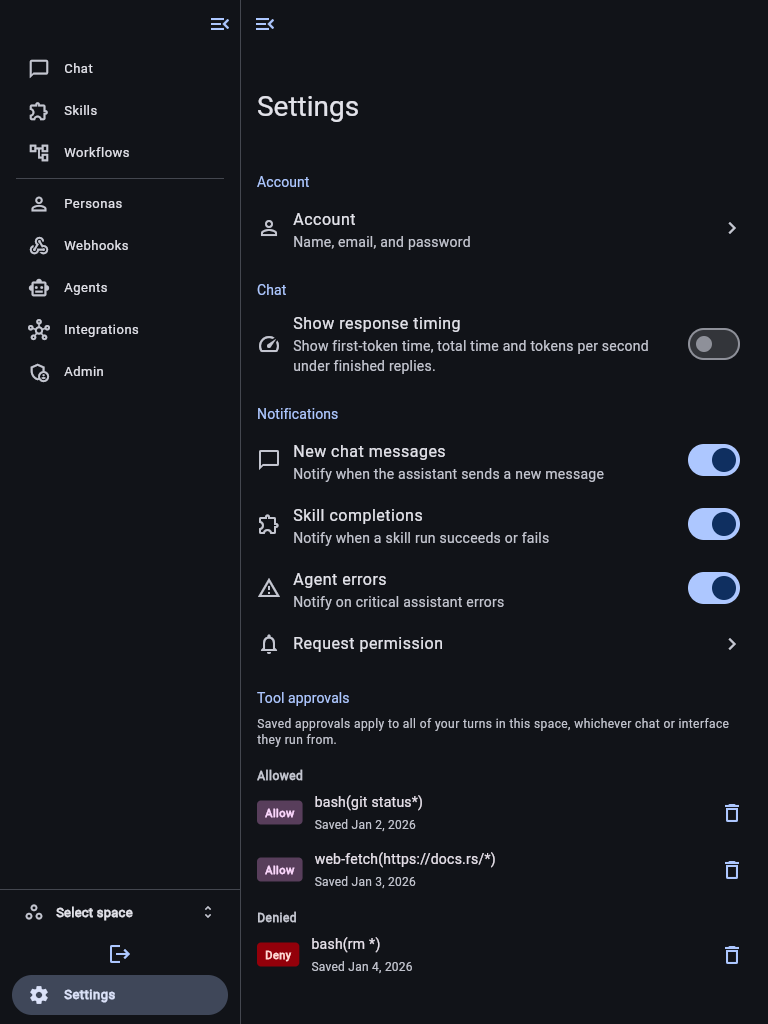 Chat
Skills
Workflows
Personas
Webhooks
Agents
Integrations
Admin
Select space
Settings
Settings
Account
Account
Name, email, and password
Chat
Show response timing
Show first-token time, total time and tokens per second
under finished replies.
Notifications
New chat messages
Notify when the assistant sends a new message
Skill completions
Notify when a skill run succeeds or fails
Agent errors
Notify on critical assistant errors
Request permission
Tool approvals
Saved approvals apply to all of your turns in this space, whichever chat or interface
they run from.
Allowed
Allow
bash(git status*)
Saved Jan 2, 2026
Allow
web-fetch(https://docs.rs/*)
Saved Jan 3, 2026
Denied
Deny
bash(rm *)
Saved Jan 4, 2026